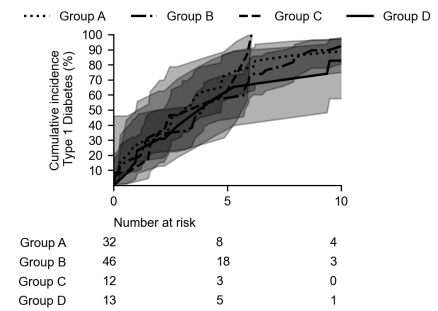 Group A Group B Group C Group D
Cumulative incidence
Type 1 Diabetes (%)
100
90
80
70
60
50
40
30
20
10
0 5 10
Number at risk
Group A 32 8 4
Group B 46 18 3
Group C 12 3 0
Group D 13 5 1